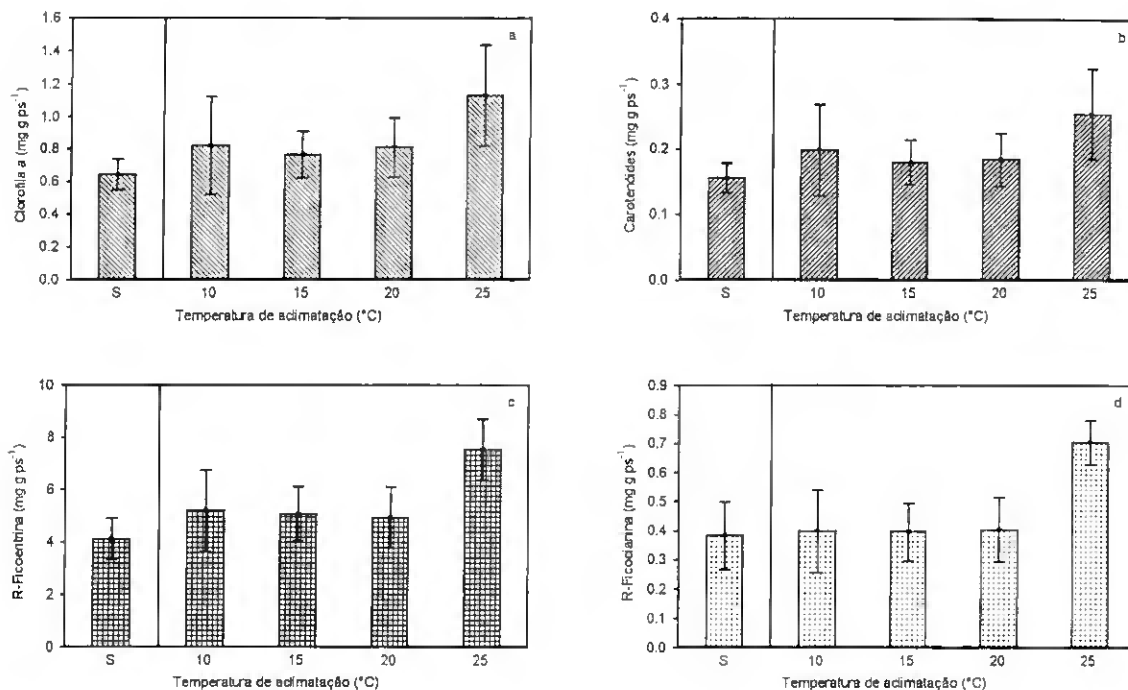 a
1.6
1.4
1.2
1.0
0.8
0.6
0.4
0.2
0.0
Clorofila a (mg g ps⁻¹)
S 10 15 20 25
Temperatura de aclimatação (°C)
b
0.4
0.3
0.2
0.1
0.0
Carotenóides (mg g ps⁻¹)
S 10 15 20 25
Temperatura de aclimatação (°C)
c
10
8
6
4
2
0
R-Ficoeritrina (mg g ps⁻¹)
S 10 15 20 25
Temperatura de aclimatação (°C)
d
0.9
0.8
0.7
0.6
0.5
0.4
0.3
0.2
0.1
0.0
R-Ficocianina (mg g ps⁻¹)
S 10 15 20 25
Temperatura de aclimatação (°C)